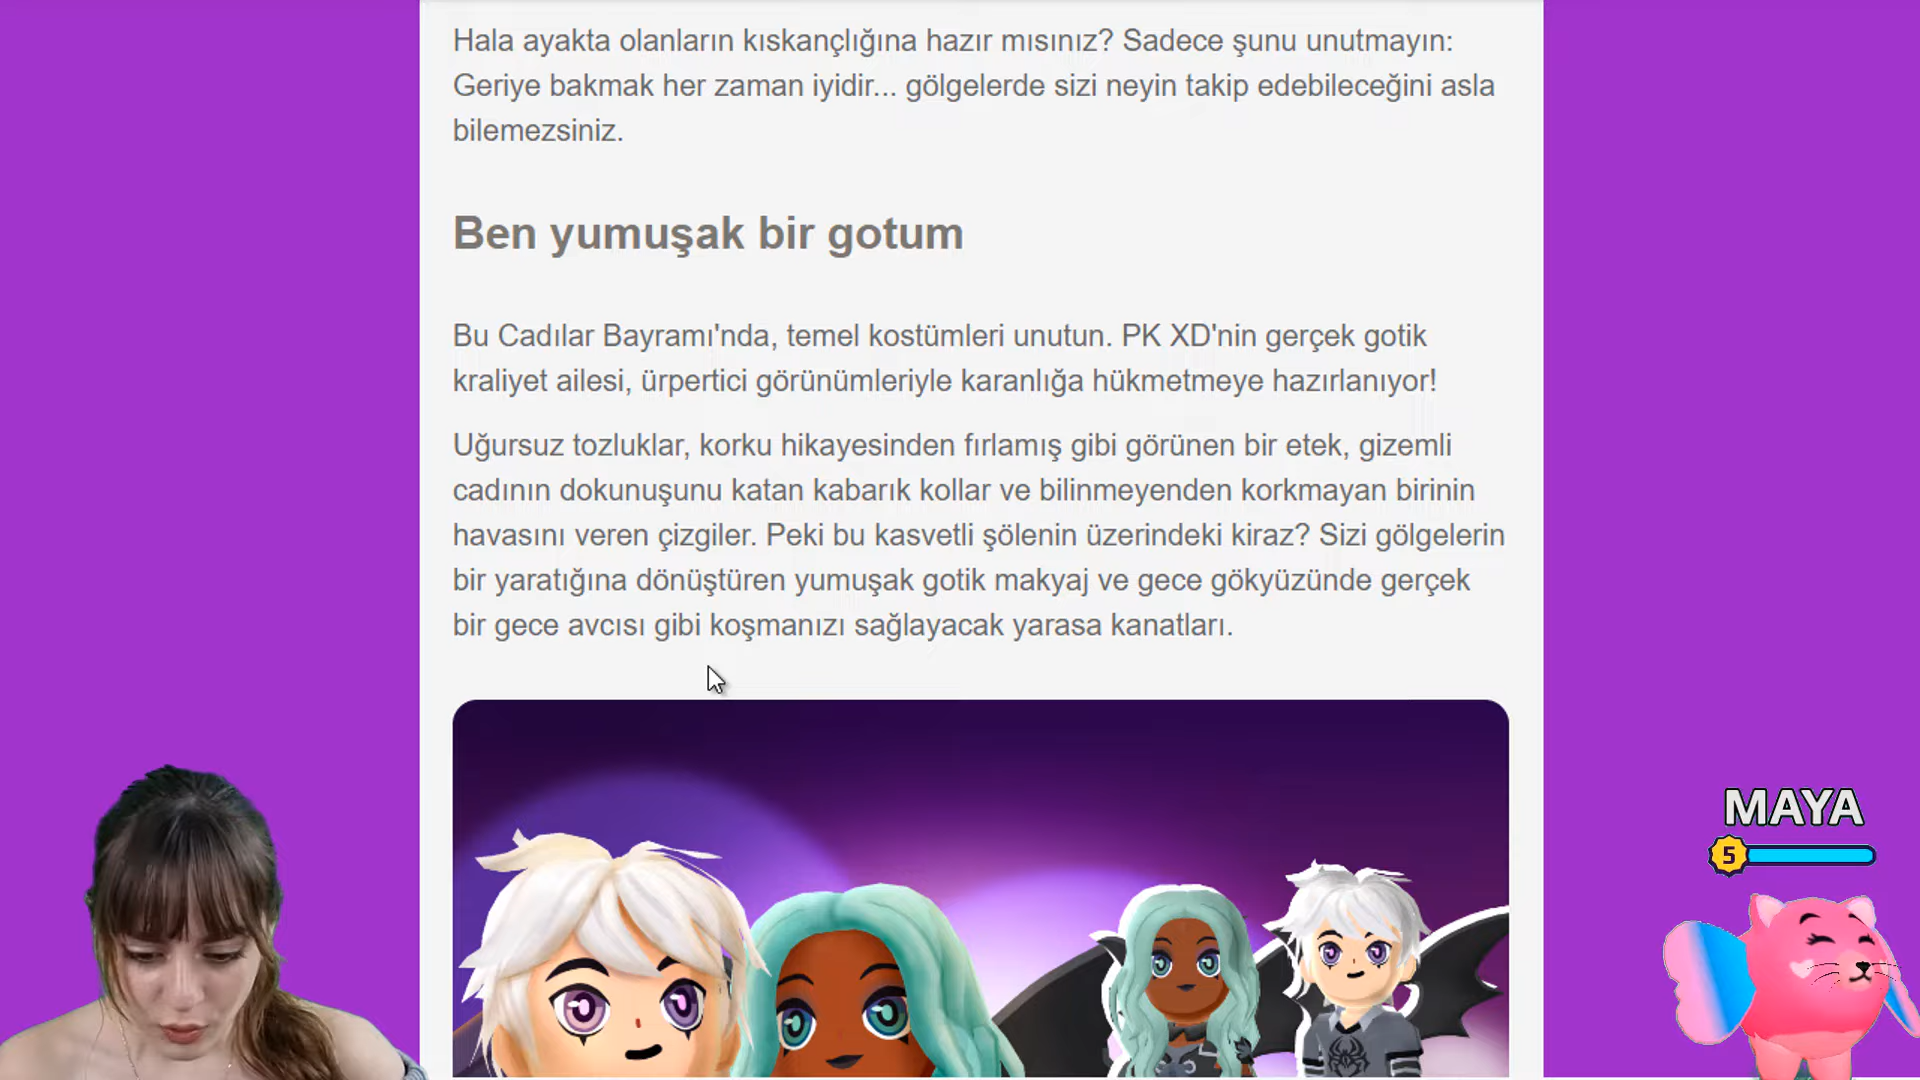 Hala ayakta olanların kıskançlığına hazır mısınız? Sadece şunu unutmayın:
Geriye bakmak her zaman iyidir... gölgelerde sizi neyin takip edebileceğini asla
bilemezsiniz.
Ben yumuşak bir gotum
Bu Cadılar Bayramı'nda, temel kostümleri unutun. PK XD'nin gerçek gotik
kraliyet ailesi, ürpertici görünümleriyle karanlığa hükmetmeye hazırlanıyor!
Uğursuz tozluklar, korku hikayesinden fırlamış gibi görünen bir etek, gizemli
cadının dokunuşunu katan kabarık kollar ve bilinmeyenden korkmayan birinin
havasını veren çizgiler. Peki bu kasvetli şölenin üzerindeki kiraz? Sizi gölgelerin
bir yaratığına dönüştüren yumuşak gotik makyaj ve gece gökyüzünde gerçek
bir gece avcısı gibi koşmanızı sağlayacak yarasa kanatları.
MAYA
5